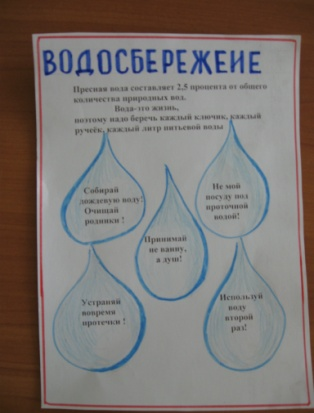 ВОДОСБЕРЕЖЕИЕ
Пресная вода составляет 2,5 процента от общего
количества природных вод.
Вода-это жизнь,
поэтому надо беречь каждый ключик, каждый
ручеёк, каждый литр питьевой воды
Собирай
дождевую воду!
Очищай
родники !
Не мой
посуду под
проточной
водой!
Принимай
не ванну,
а душ!
Устраняй
вовремя
протечки !
Используй
воду
второй
раз!